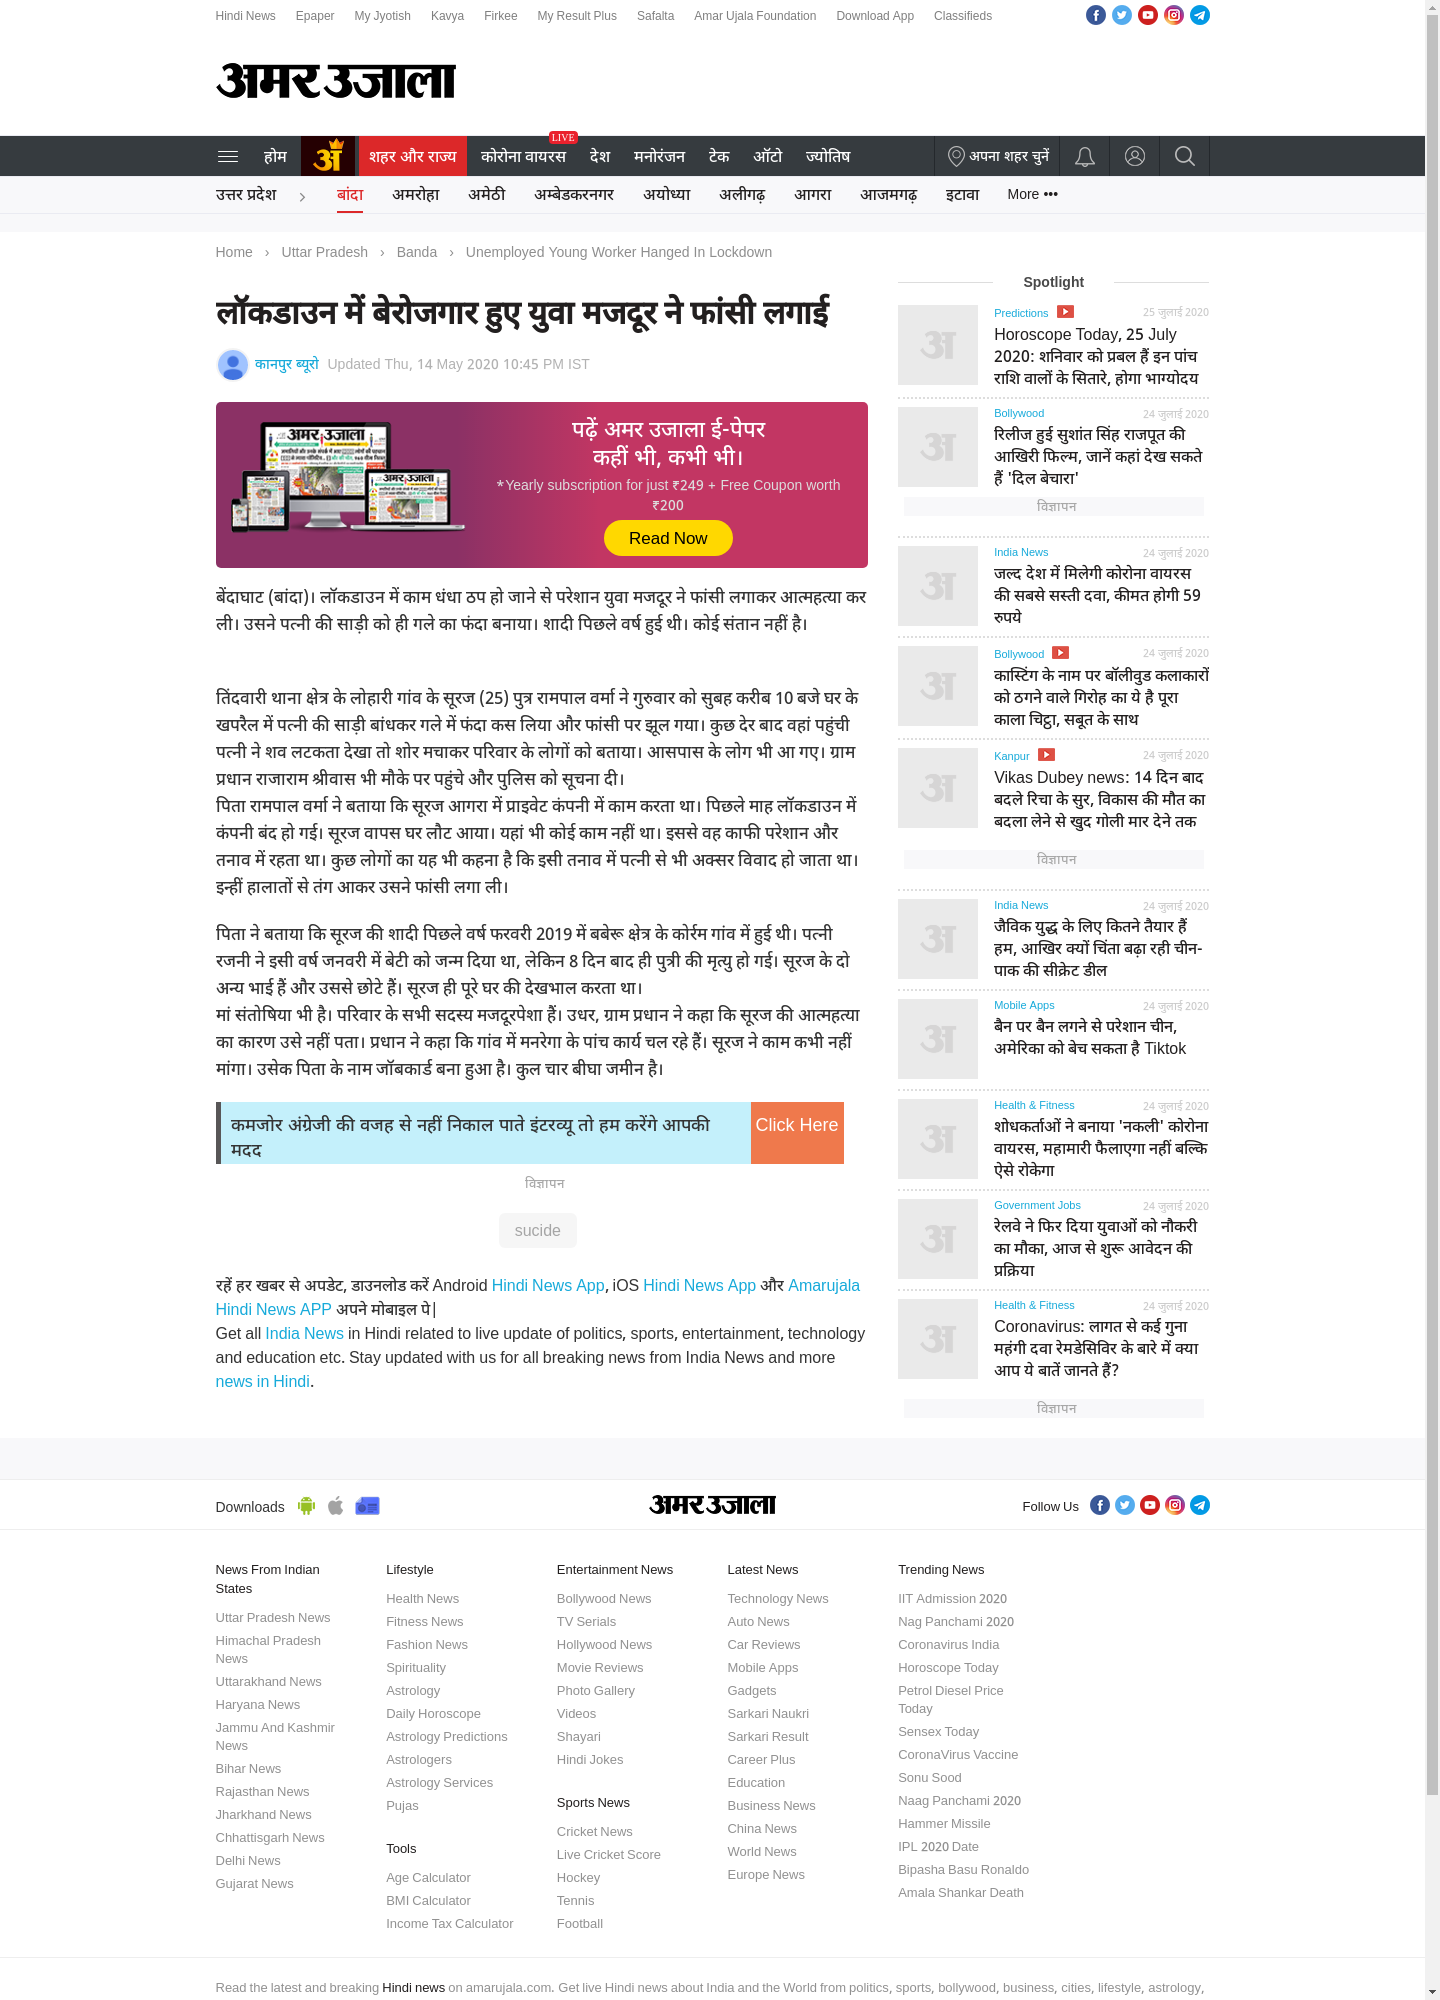 Hindi News Epaper My Jyotish Kavya Firkee My Result Plus Safalta Amar Ujala Foundation Download App Classifieds
अमर उजाला
LIVE
होम शहर और राज्य कोरोना वायरस देश मनोरंजन टेक ऑटो ज्योतिष अपना शहर चुनें
उत्तर प्रदेश › बांदा अमरोहा अमेठी अम्बेडकरनगर अयोध्या अलीगढ़ आगरा आजमगढ़ इटावा More •••
Home › Uttar Pradesh › Banda › Unemployed Young Worker Hanged In Lockdown
लॉकडाउन में बेरोजगार हुए युवा मजदूर ने फांसी लगाई
कानपुर ब्यूरो Updated Thu, 14 May 2020 10:45 PM IST
अमर उजाला
पढ़ें अमर उजाला ई-पेपर
कहीं भी, कभी भी।
*Yearly subscription for just ₹249 + Free Coupon worth
₹200
Read Now
बेंदाघाट (बांदा)। लॉकडाउन में काम धंधा ठप हो जाने से परेशान युवा मजदूर ने फांसी लगाकर आत्महत्या कर
ली। उसने पत्नी की साड़ी को ही गले का फंदा बनाया। शादी पिछले वर्ष हुई थी। कोई संतान नहीं है।
तिंदवारी थाना क्षेत्र के लोहारी गांव के सूरज (25) पुत्र रामपाल वर्मा ने गुरुवार को सुबह करीब 10 बजे घर के
खपरैल में पत्नी की साड़ी बांधकर गले में फंदा कस लिया और फांसी पर झूल गया। कुछ देर बाद वहां पहुंची
पत्नी ने शव लटकता देखा तो शोर मचाकर परिवार के लोगों को बताया। आसपास के लोग भी आ गए। ग्राम
प्रधान राजाराम श्रीवास भी मौके पर पहुंचे और पुलिस को सूचना दी।
पिता रामपाल वर्मा ने बताया कि सूरज आगरा में प्राइवेट कंपनी में काम करता था। पिछले माह लॉकडाउन में
कंपनी बंद हो गई। सूरज वापस घर लौट आया। यहां भी कोई काम नहीं था। इससे वह काफी परेशान और
तनाव में रहता था। कुछ लोगों का यह भी कहना है कि इसी तनाव में पत्नी से भी अक्सर विवाद हो जाता था।
इन्हीं हालातों से तंग आकर उसने फांसी लगा ली।
पिता ने बताया कि सूरज की शादी पिछले वर्ष फरवरी 2019 में बबेरू क्षेत्र के कोर्रम गांव में हुई थी। पत्नी
रजनी ने इसी वर्ष जनवरी में बेटी को जन्म दिया था, लेकिन 8 दिन बाद ही पुत्री की मृत्यु हो गई। सूरज के दो
अन्य भाई हैं और उससे छोटे हैं। सूरज ही पूरे घर की देखभाल करता था।
मां संतोषिया भी है। परिवार के सभी सदस्य मजदूरपेशा हैं। उधर, ग्राम प्रधान ने कहा कि सूरज की आत्महत्या
का कारण उसे नहीं पता। प्रधान ने कहा कि गांव में मनरेगा के पांच कार्य चल रहे हैं। सूरज ने काम कभी नहीं
मांगा। उसेक पिता के नाम जॉबकार्ड बना हुआ है। कुल चार बीघा जमीन है।
कमजोर अंग्रेजी की वजह से नहीं निकाल पाते इंटरव्यू तो हम करेंगे आपकी
मदद
Click Here
विज्ञापन
sucide
रहें हर खबर से अपडेट, डाउनलोड करें Android Hindi News App, iOS Hindi News App और Amarujala
Hindi News APP अपने मोबाइल पे|
Get all India News in Hindi related to live update of politics, sports, entertainment, technology
and education etc. Stay updated with us for all breaking news from India News and more
news in Hindi.
Spotlight
Predictions 25 जुलाई 2020
Horoscope Today, 25 July
2020: शनिवार को प्रबल हैं इन पांच
राशि वालों के सितारे, होगा भाग्योदय
Bollywood 24 जुलाई 2020
रिलीज हुई सुशांत सिंह राजपूत की
आखिरी फिल्म, जानें कहां देख सकते
हैं 'दिल बेचारा'
विज्ञापन
India News 24 जुलाई 2020
जल्द देश में मिलेगी कोरोना वायरस
की सबसे सस्ती दवा, कीमत होगी 59
रुपये
Bollywood 24 जुलाई 2020
कास्टिंग के नाम पर बॉलीवुड कलाकारों
को ठगने वाले गिरोह का ये है पूरा
काला चिट्ठा, सबूत के साथ
Kanpur 24 जुलाई 2020
Vikas Dubey news: 14 दिन बाद
बदले रिचा के सुर, विकास की मौत का
बदला लेने से खुद गोली मार देने तक
विज्ञापन
India News 24 जुलाई 2020
जैविक युद्ध के लिए कितने तैयार हैं
हम, आखिर क्यों चिंता बढ़ा रही चीन-
पाक की सीक्रेट डील
Mobile Apps 24 जुलाई 2020
बैन पर बैन लगने से परेशान चीन,
अमेरिका को बेच सकता है Tiktok
Health & Fitness 24 जुलाई 2020
शोधकर्ताओं ने बनाया 'नकली' कोरोना
वायरस, महामारी फैलाएगा नहीं बल्कि
ऐसे रोकेगा
Government Jobs 24 जुलाई 2020
रेलवे ने फिर दिया युवाओं को नौकरी
का मौका, आज से शुरू आवेदन की
प्रक्रिया
Health & Fitness 24 जुलाई 2020
Coronavirus: लागत से कई गुना
महंगी दवा रेमडेसिविर के बारे में क्या
आप ये बातें जानते हैं?
विज्ञापन
Downloads अमर उजाला Follow Us
News From Indian
States
Uttar Pradesh News
Himachal Pradesh
News
Uttarakhand News
Haryana News
Jammu And Kashmir
News
Bihar News
Rajasthan News
Jharkhand News
Chhattisgarh News
Delhi News
Gujarat News
Lifestyle
Health News
Fitness News
Fashion News
Spirituality
Astrology
Daily Horoscope
Astrology Predictions
Astrologers
Astrology Services
Pujas
Tools
Age Calculator
BMI Calculator
Income Tax Calculator
Entertainment News
Bollywood News
TV Serials
Hollywood News
Movie Reviews
Photo Gallery
Videos
Shayari
Hindi Jokes
Sports News
Cricket News
Live Cricket Score
Hockey
Tennis
Football
Latest News
Technology News
Auto News
Car Reviews
Mobile Apps
Gadgets
Sarkari Naukri
Sarkari Result
Career Plus
Education
Business News
China News
World News
Europe News
Trending News
IIT Admission 2020
Nag Panchami 2020
Coronavirus India
Horoscope Today
Petrol Diesel Price
Today
Sensex Today
CoronaVirus Vaccine
Sonu Sood
Naag Panchami 2020
Hammer Missile
IPL 2020 Date
Bipasha Basu Ronaldo
Amala Shankar Death
Read the latest and breaking Hindi news on amarujala.com. Get live Hindi news about India and the World from politics, sports, bollywood, business, cities, lifestyle, astrology,